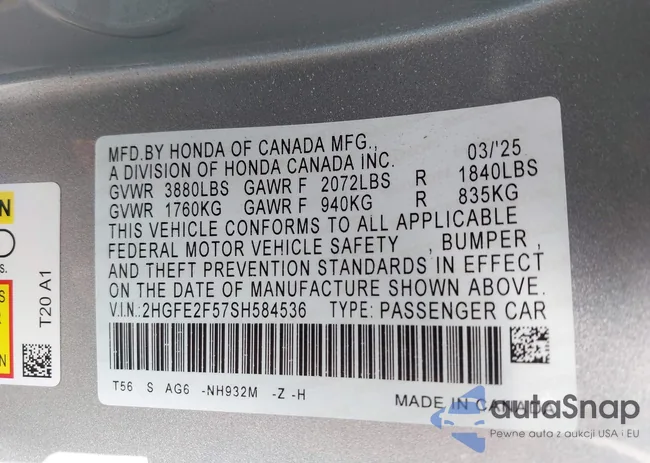 MFD.BY HONDA OF CANADA MFG., 03/'25
A DIVISION OF HONDA CANADA INC.
GVWR 3880LBS GAWR F 2072LBS R 1840LBS
GVWR 1760KG GAWR F 940KG R 835KG
THIS VEHICLE CONFORMS TO ALL APPLICABLE
FEDERAL MOTOR VEHICLE SAFETY , BUMPER ,
AND THEFT PREVENTION STANDARDS IN EFFECT
ON THE DATE OF MANUFACTURE SHOWN ABOVE.
V.I.N.:2HGFE2F57SH584536 TYPE: PASSENGER CAR
T56 S AG6 -NH932M -Z -H
MADE IN CANADA
T20 A1
autoSnap
Pewne auta z aukcji USA i EU